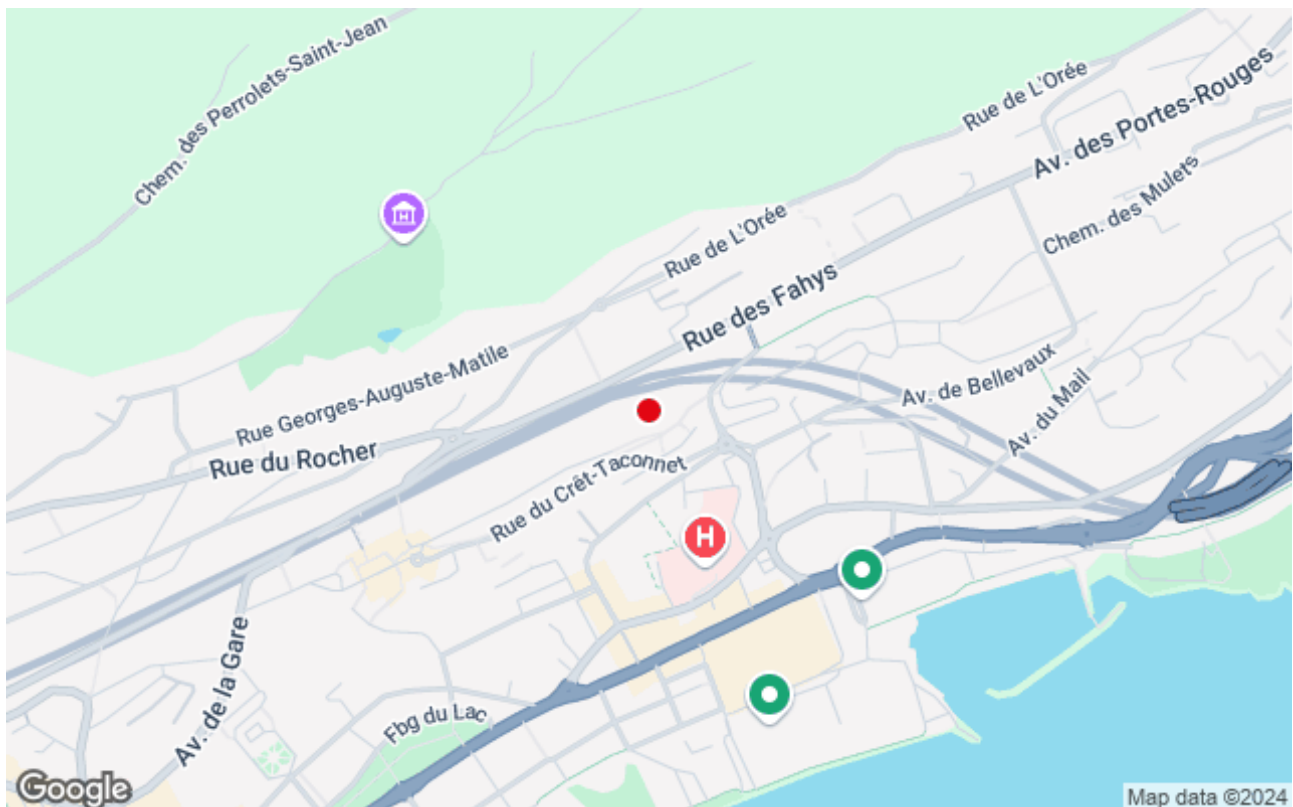 Chem. des Perrolets-Saint-Jean
Rue de L'Orée
Av. des Portes-Rouges
Chem. des Mulets
Rue de L'Orée
Rue des Fahys
Rue Georges-Auguste-Matile
Av. de Bellevaux
Av. du Mail
Rue du Rocher
Rue du Crêt-Taconnet
H
Av. de la Gare
Fbg du Lac
Google
Map data ©2024